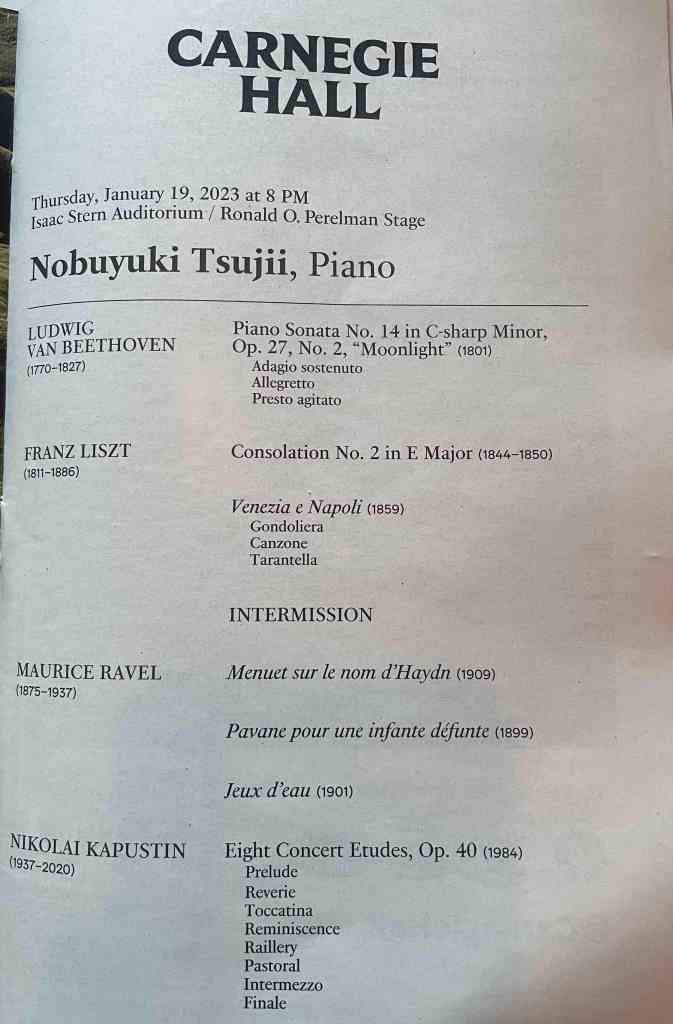 CARNEGIE
HALL
Thursday, January 19, 2023 at 8 PM
Isaac Stern Auditorium / Ronald O. Perelman Stage
Nobuyuki Tsujii, Piano
LUDWIG
VAN BEETHOVEN
(1770–1827)
Piano Sonata No. 14 in C-sharp Minor,
Op. 27, No. 2, “Moonlight” (1801)
Adagio sostenuto
Allegretto
Presto agitato
FRANZ LISZT
(1811–1886)
Consolation No. 2 in E Major (1844–1850)
Venezia e Napoli (1859)
Gondoliera
Canzone
Tarantella
INTERMISSION
MAURICE RAVEL
(1875–1937)
Menuet sur le nom d’Haydn (1909)
Pavane pour une infante défunte (1899)
Jeux d’eau (1901)
NIKOLAI KAPUSTIN
(1937–2020)
Eight Concert Etudes, Op. 40 (1984)
Prelude
Reverie
Toccatina
Reminiscence
Raillery
Pastoral
Intermezzo
Finale